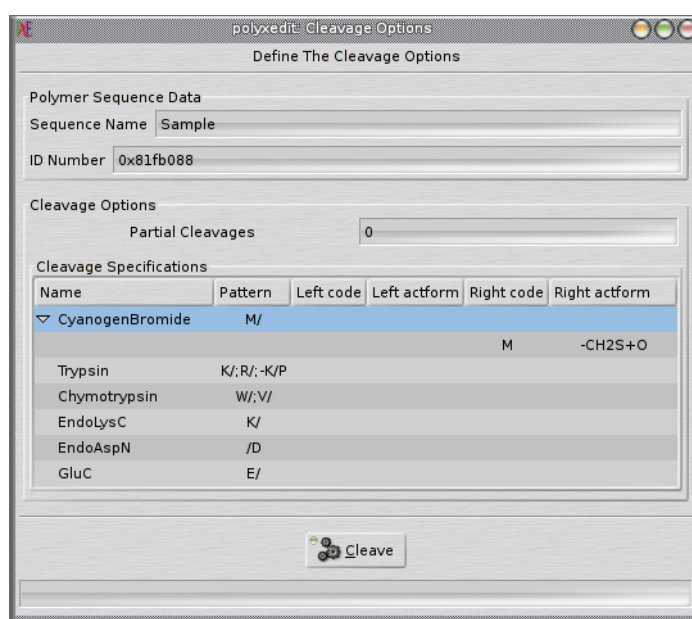 polyxedit: Cleavage Options
Define The Cleavage Options
Polymer Sequence Data
Sequence Name Sample
ID Number 0x81fb088
Cleavage Options
Partial Cleavages 0
Cleavage Specifications
Name Pattern Left code Left actform Right code Right actform
CyanogenBromide M/
M -CH2S+O
Trypsin K/;R/;-K/P
Chymotrypsin W/;V/
EndoLysC K/
EndoAspN /D
GluC E/
Cleave